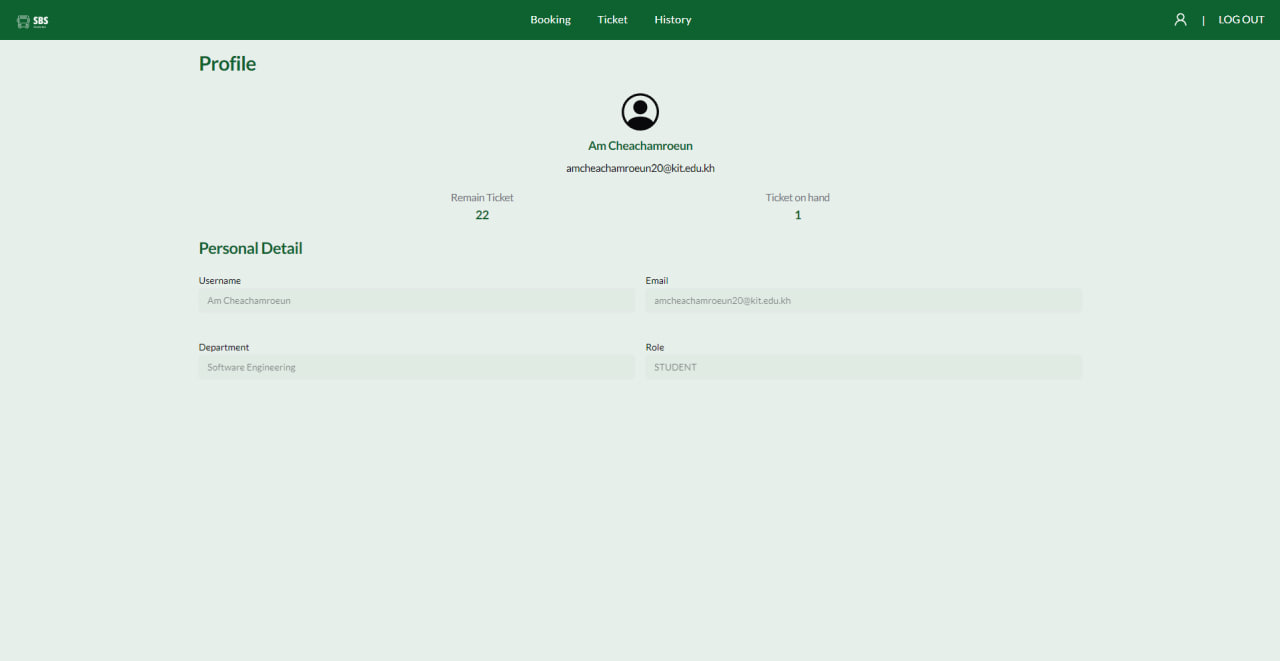 SBS
Booking Ticket History
| LOG OUT
Profile
Am Cheachamroeun
amcheachamroeun20@kit.edu.kh
Remain Ticket Ticket on hand
22 1
Personal Detail
Username Email
Am Cheachamroeun amcheachamroeun20@kit.edu.kh
Department Role
Software Engineering STUDENT